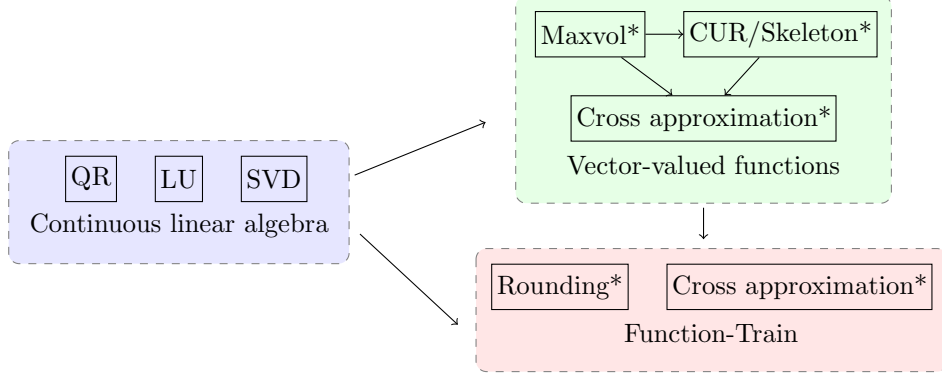 Maxvol* CUR/Skeleton*
Cross approximation*
Vector-valued functions
QR LU SVD
Continuous linear algebra
Rounding* Cross approximation*
Function-Train